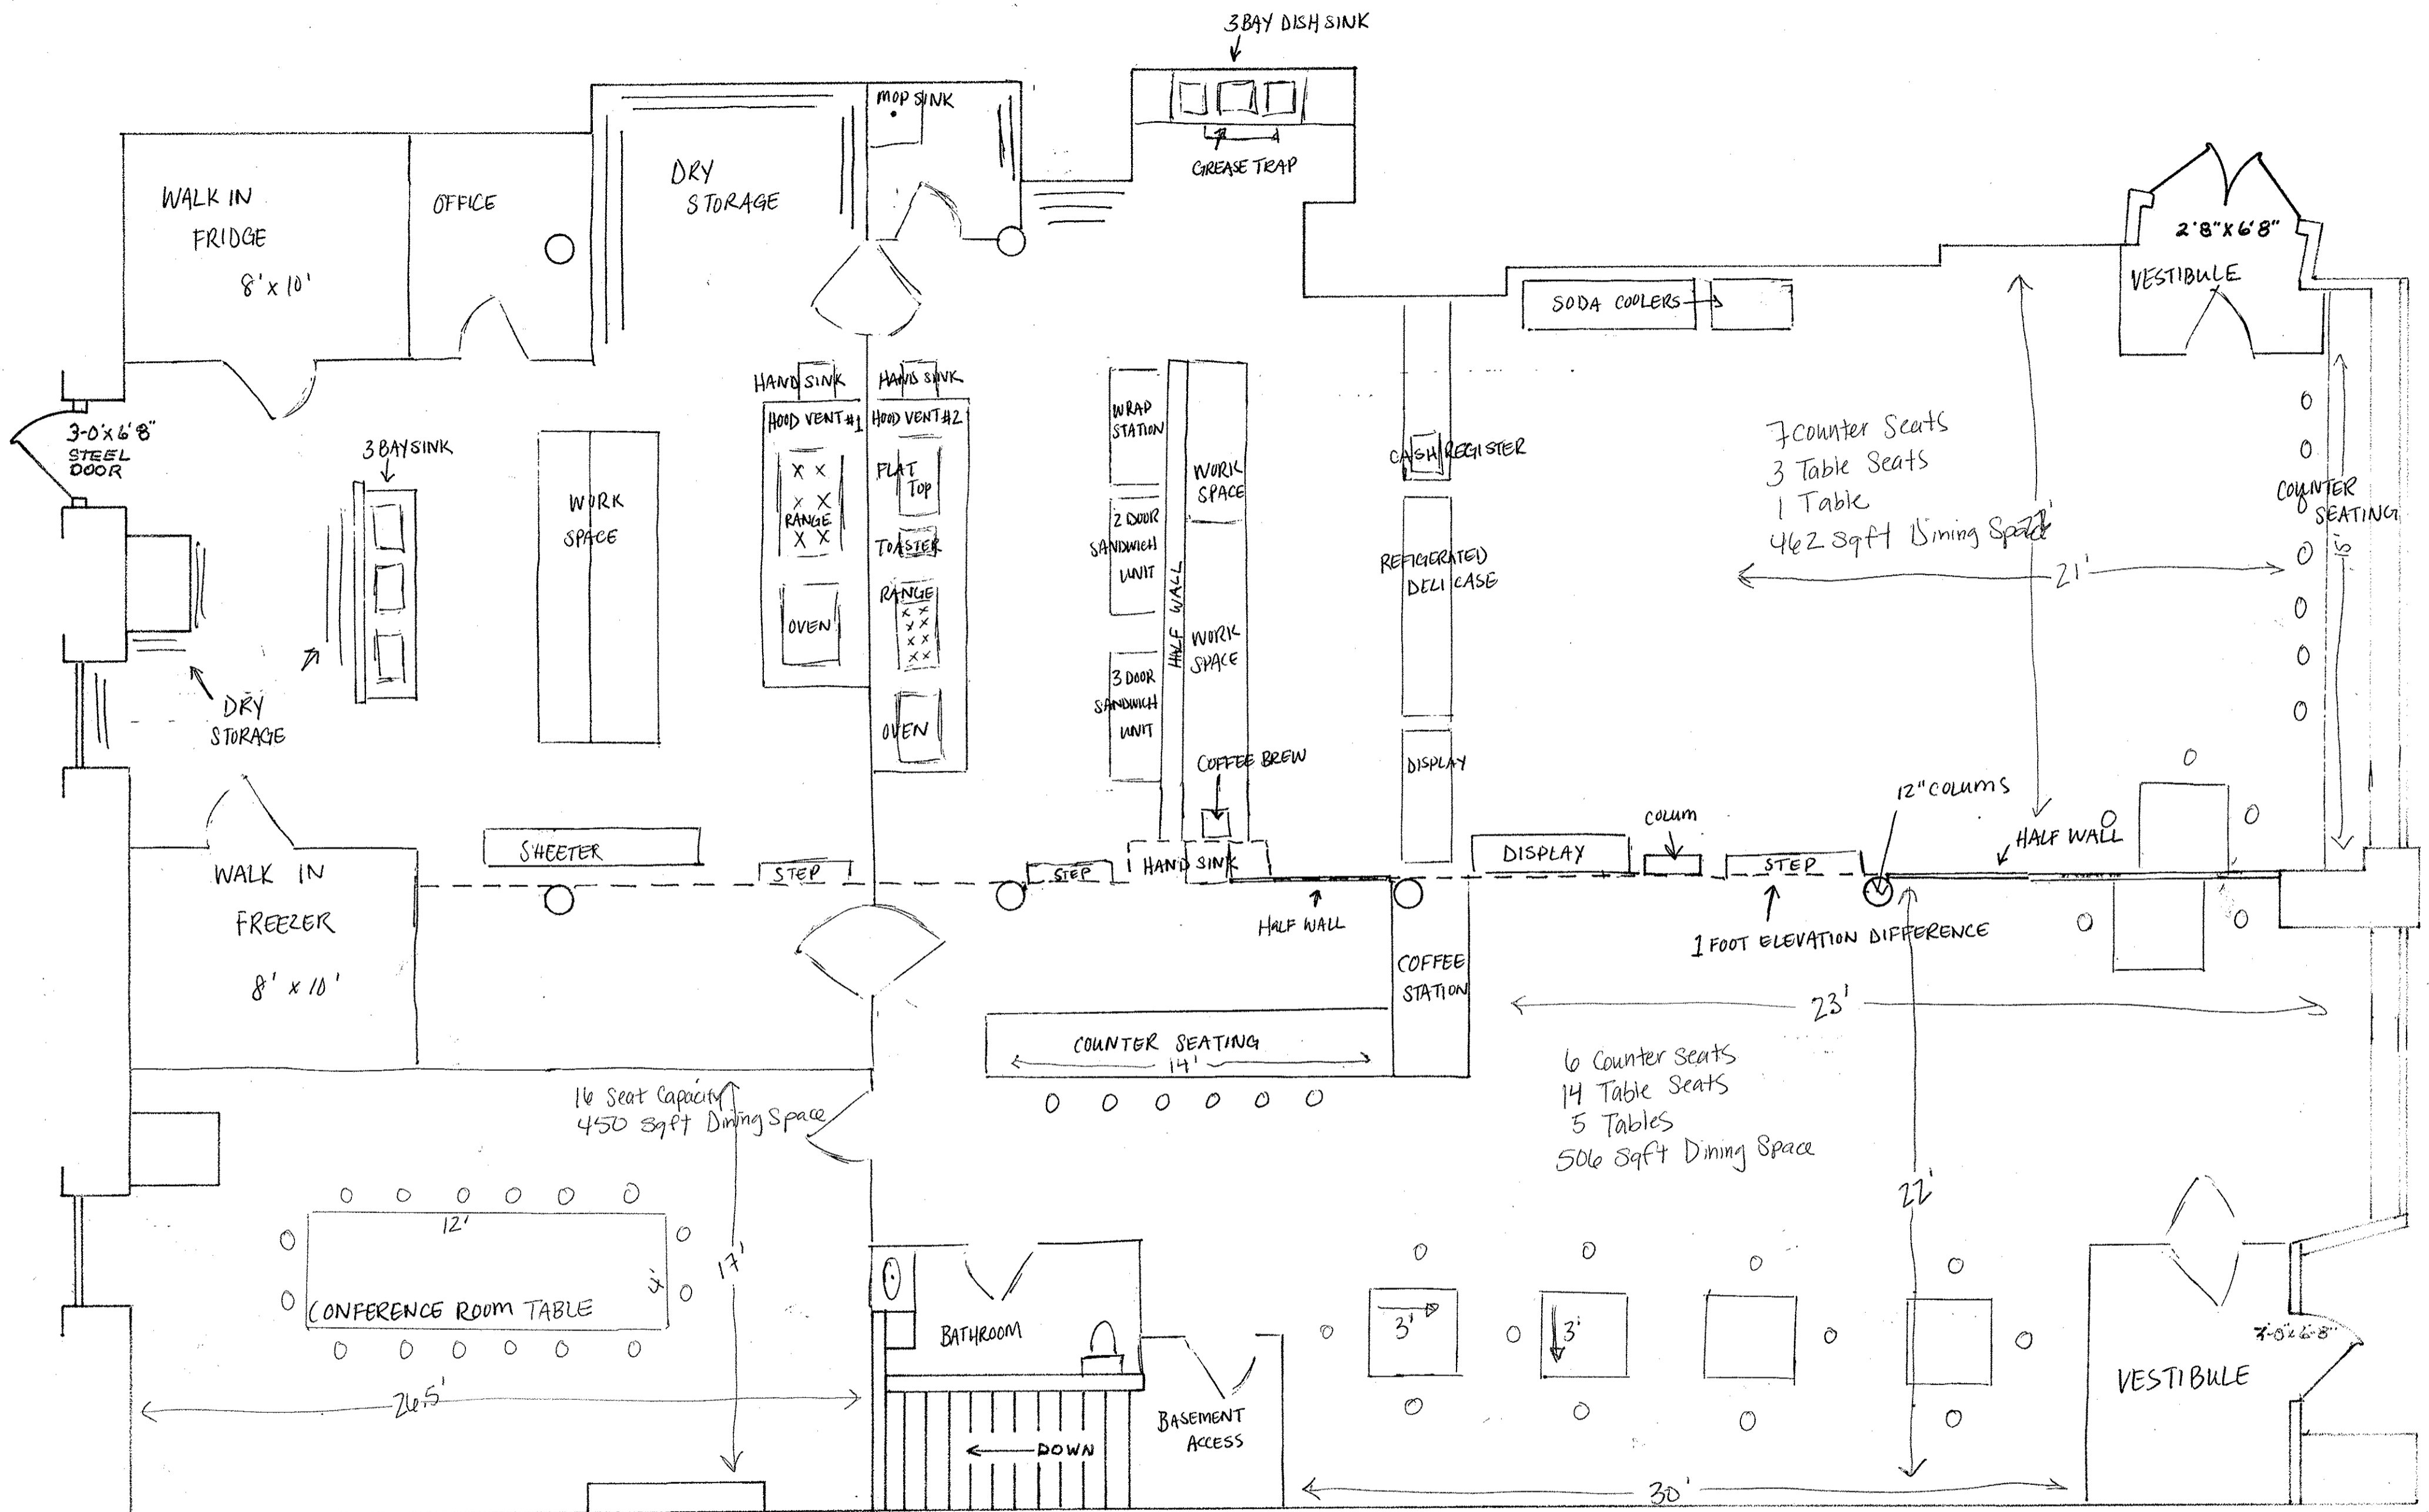 3 BAY DISH SINK
MOP SINK
GREASE TRAP
WALK IN
FRIDGE
8' x 10'
OFFICE
DRY
STORAGE
2'8" X 6'8"
VESTIBULE
SODA COOLERS
HAND SINK
HAND SINK
HOOD VENT #1
HOOD VENT #2
3-0' x 6'8"
STEEL
DOOR
3 BAY SINK
WORK
SPACE
X X
X X
RANGE
X X
OVEN
FLAT
TOP
TOASTER
RANGE
X X
X X
X X
X X
OVEN
WRAP
STATION
2 DOOR
SANDWICH
UNIT
3 DOOR
SANDWICH
UNIT
HALF WALL
WORK
SPACE
WORK
SPACE
COFFEE BREW
CASH REGISTER
REFIGERATED
DELI CASE
DISPLAY
7 Counter Seats
3 Table Seats
1 Table
462 Sqft Dining Space
21'
COUNTER
SEATING
DRY
STORAGE
12" COLUMS
COLUM
HALF WALL
SHEETER
STEP
STEP
HAND SINK
DISPLAY
STEP
WALK IN
FREEZER
8' x 10'
HALF WALL
1 FOOT ELEVATION DIFFERENCE
COFFEE
STATION
23'
COUNTER SEATING
14'
16 Seat Capacity
450 Sqft Dining Space
6 Counter Seats
14 Table Seats
5 Tables
506 Sqft Dining Space
22'
12'
4'
17'
CONFERENCE ROOM TABLE
26.5'
BATHROOM
3'
3'
3'-0" x 6-8"
VESTIBULE
BASEMENT
ACCESS
DOWN
30'